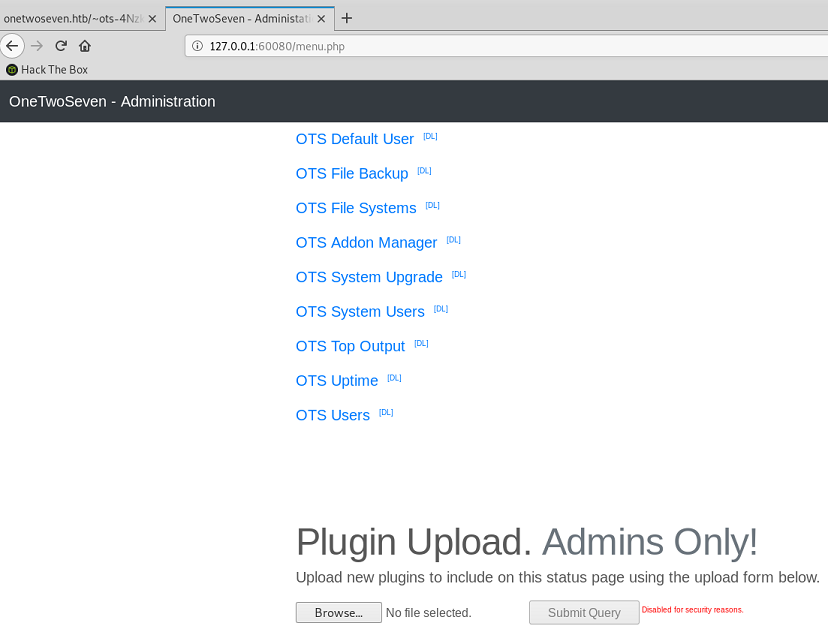 onetwoseven.htb/~ots-4Nz
OneTwoSeven - Administati
127.0.0.1:60080/menu.php
Hack The Box
OneTwoSeven - Administration
OTS Default User [DL]
OTS File Backup [DL]
OTS File Systems [DL]
OTS Addon Manager [DL]
OTS System Upgrade [DL]
OTS System Users [DL]
OTS Top Output [DL]
OTS Uptime [DL]
OTS Users [DL]
Plugin Upload. Admins Only!
Upload new plugins to include on this status page using the upload form below.
Browse... No file selected. Submit Query Disabled for security reasons.